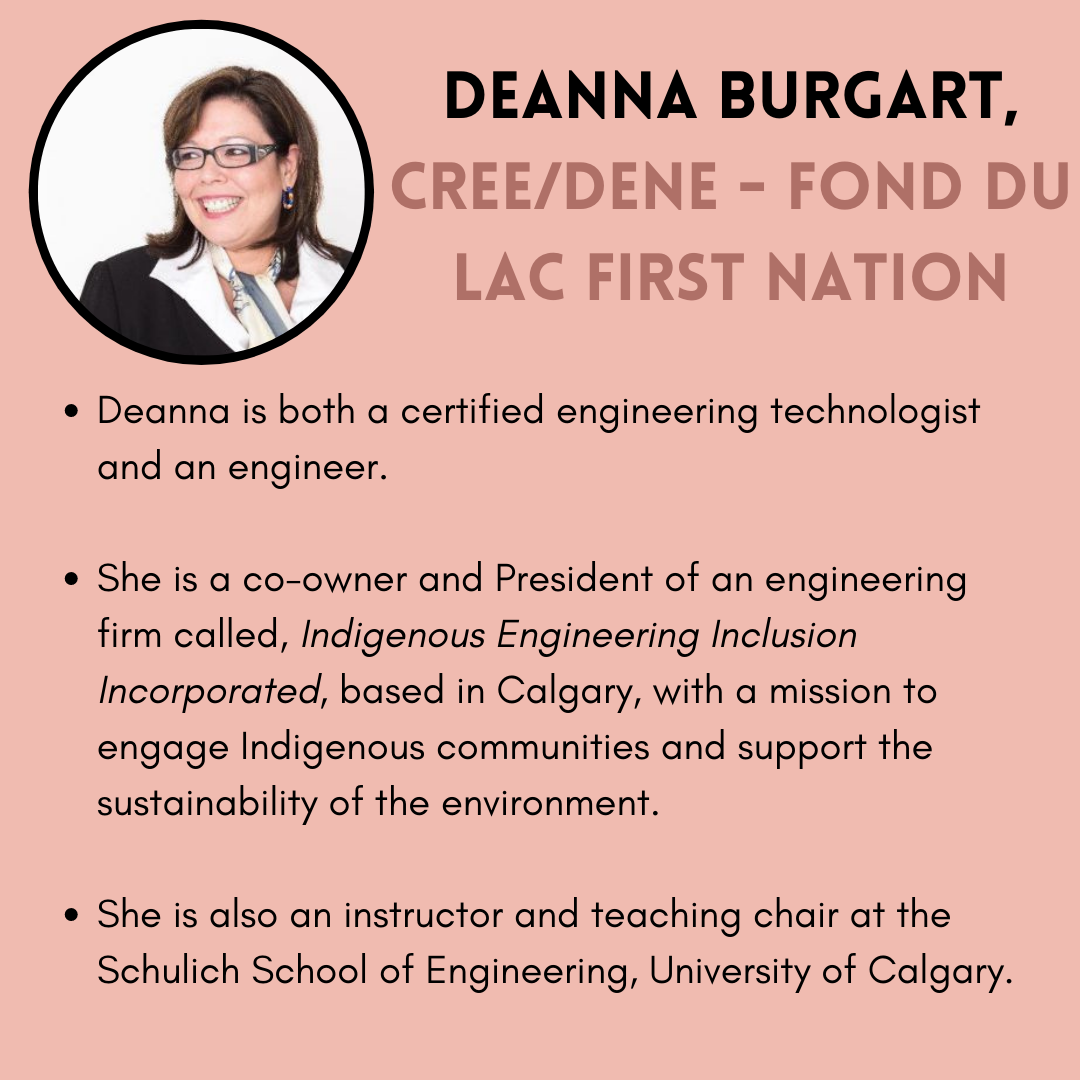 DEANNA BURGART,
CREE/DENE - FOND DU
LAC FIRST NATION
• Deanna is both a certified engineering technologist
and an engineer.
• She is a co-owner and President of an engineering
firm called, Indigenous Engineering Inclusion
Incorporated, based in Calgary, with a mission to
engage Indigenous communities and support the
sustainability of the environment.
• She is also an instructor and teaching chair at the
Schulich School of Engineering, University of Calgary.